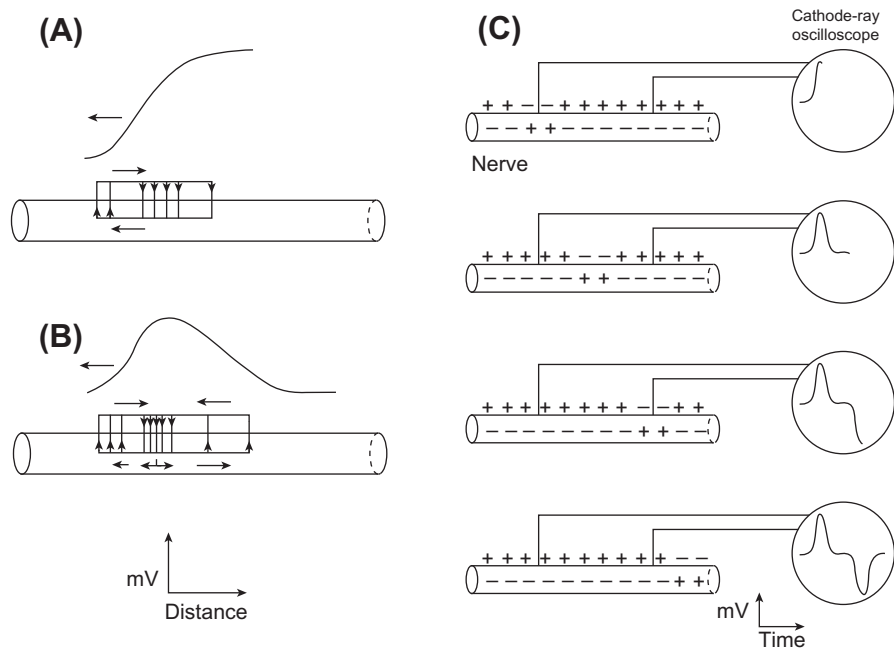 (A)
(B)
mV
Distance
(C)
Cathode-ray
oscilloscope
+ + − − + + + + + + + +
− − + + − − − − − − − −
Nerve
+ + + + + − − + + + + +
− − − − − + + − − − − −
+ + + + + + + + − − + +
− − − − − − − − + + − −
+ + + + + + + + + + − −
− − − − − − − − − − + +
mV
Time